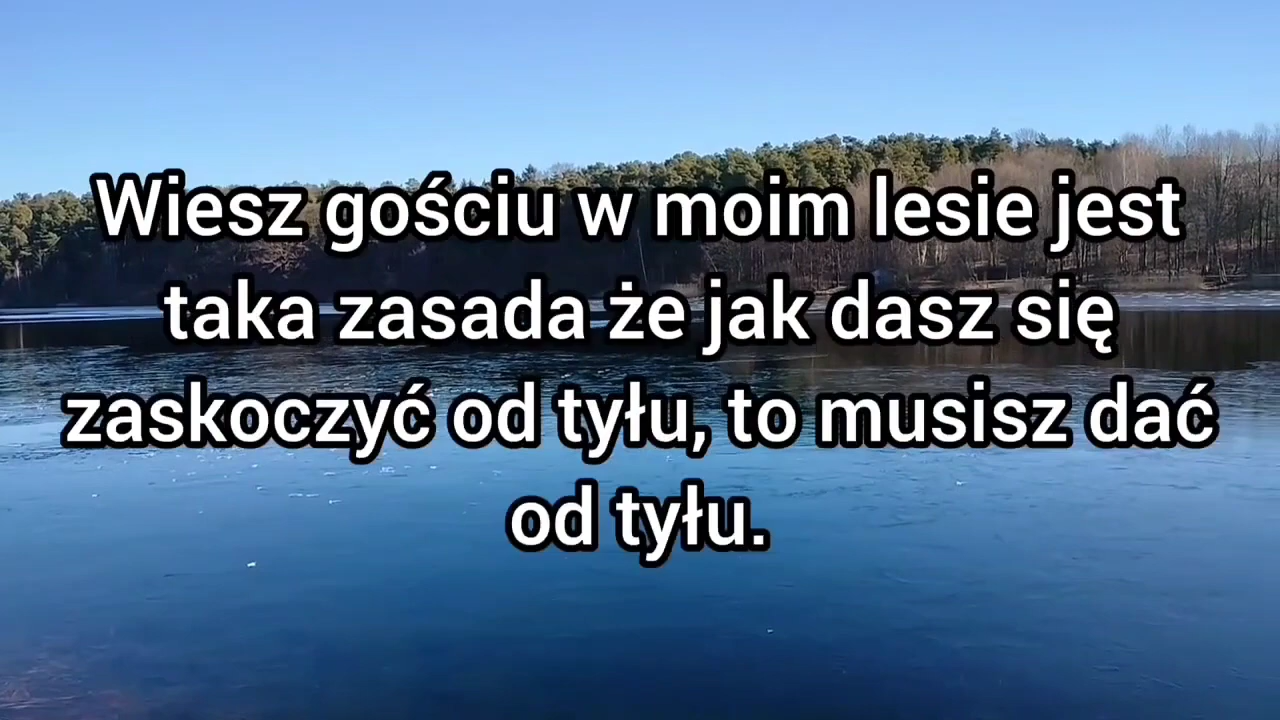 Wiesz gościu w moim lesie jest
taka zasada że jak dasz się
zaskoczyć od tyłu, to musisz dać
od tyłu.